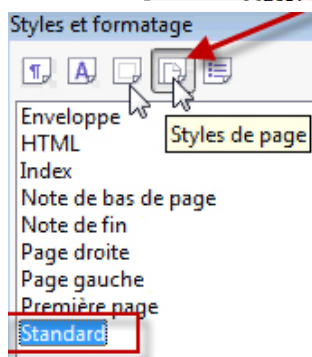 Styles et formatage
Styles de page
Enveloppe
HTML
Index
Note de bas de page
Note de fin
Page droite
Page gauche
Première page
Standard